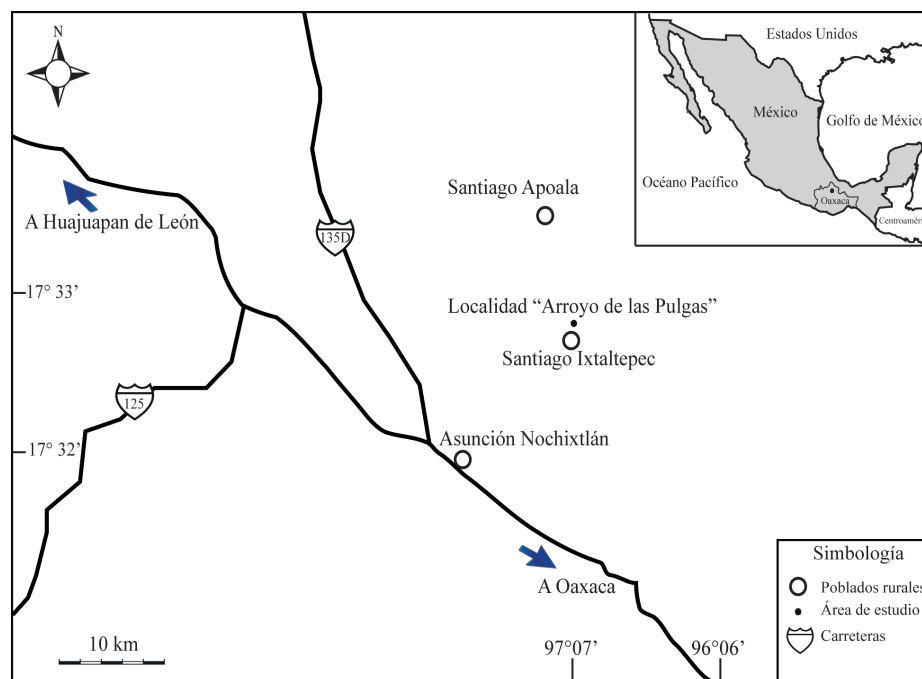 N
Estados Unidos
México
Golfo de México
Océano Pacífico
Oaxaca
Centroaméri
Santiago Apoala
A Huajuapan de León
135D
17° 33’
Localidad “Arroyo de las Pulgas”
Santiago Ixtaltepec
125
Asunción Nochixtlán
17° 32’
A Oaxaca
Simbología
Poblados rurales
Área de estudio
Carreteras
10 km
97°07’
96°06’